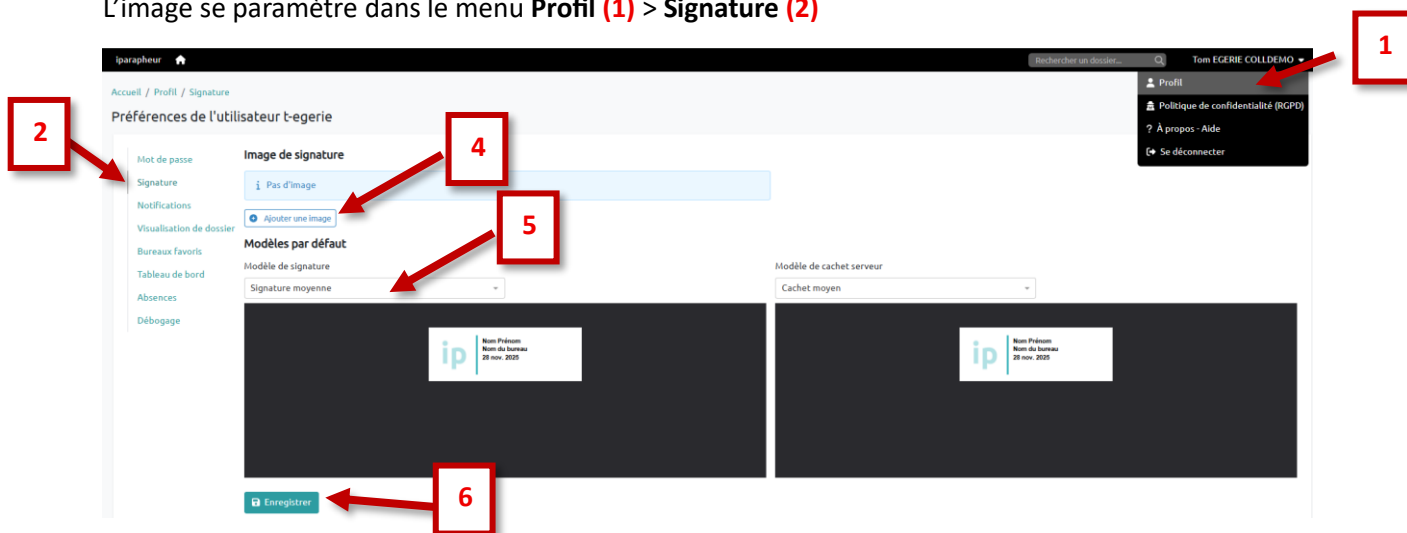 L'image se paramètre dans le menu Profil (1) > Signature (2)
1
iparapheur
Rechercher un dossier...
Tom EGERIE COLLDEMO
Profil
Politique de confidentialité (RGPD)
? À propos - Aide
Se déconnecter
Accueil / Profil / Signature
Préférences de l'utilisateur t-egerie
2
4
Mot de passe
Signature
Notifications
Visualisation de dossier
Bureaux favoris
Tableau de bord
Absences
Débogage
Image de signature
i Pas d'image
Ajouter une image
5
Modèles par défaut
Modèle de signature
Signature moyenne
Modèle de cachet serveur
Cachet moyen
ip
Nom Prénom
Nom du bureau
28 nov. 2025
ip
Nom Prénom
Nom du bureau
28 nov. 2025
6
Enregistrer